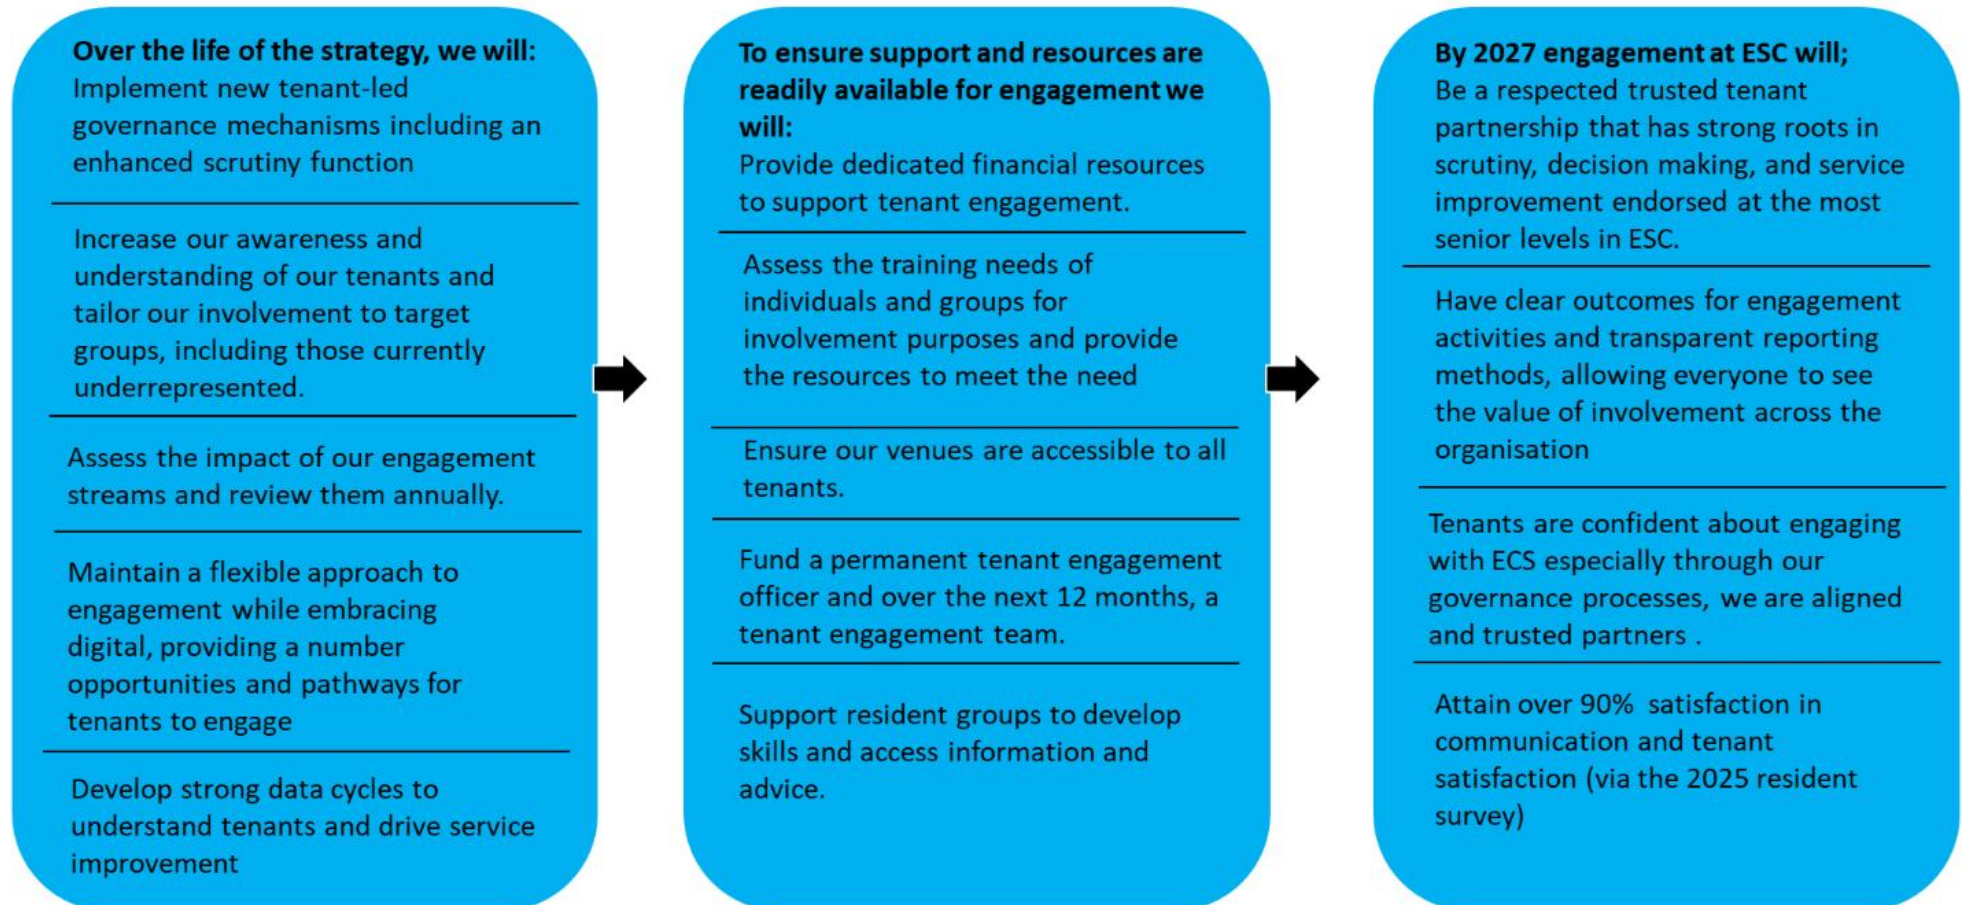 Over the life of the strategy, we will:
Implement new tenant-led
governance mechanisms including an
enhanced scrutiny function
Increase our awareness and
understanding of our tenants and
tailor our involvement to target
groups, including those currently
underrepresented.
Assess the impact of our engagement
streams and review them annually.
Maintain a flexible approach to
engagement while embracing
digital, providing a number
opportunities and pathways for
tenants to engage
Develop strong data cycles to
understand tenants and drive service
improvement
To ensure support and resources are
readily available for engagement we
will:
Provide dedicated financial resources
to support tenant engagement.
Assess the training needs of
individuals and groups for
involvement purposes and provide
the resources to meet the need
Ensure our venues are accessible to all
tenants.
Fund a permanent tenant engagement
officer and over the next 12 months, a
tenant engagement team.
Support resident groups to develop
skills and access information and
advice.
By 2027 engagement at ESC will;
Be a respected trusted tenant
partnership that has strong roots in
scrutiny, decision making, and service
improvement endorsed at the most
senior levels in ESC.
Have clear outcomes for engagement
activities and transparent reporting
methods, allowing everyone to see
the value of involvement across the
organisation
Tenants are confident about engaging
with ECS especially through our
governance processes, we are aligned
and trusted partners .
Attain over 90% satisfaction in
communication and tenant
satisfaction (via the 2025 resident
survey)